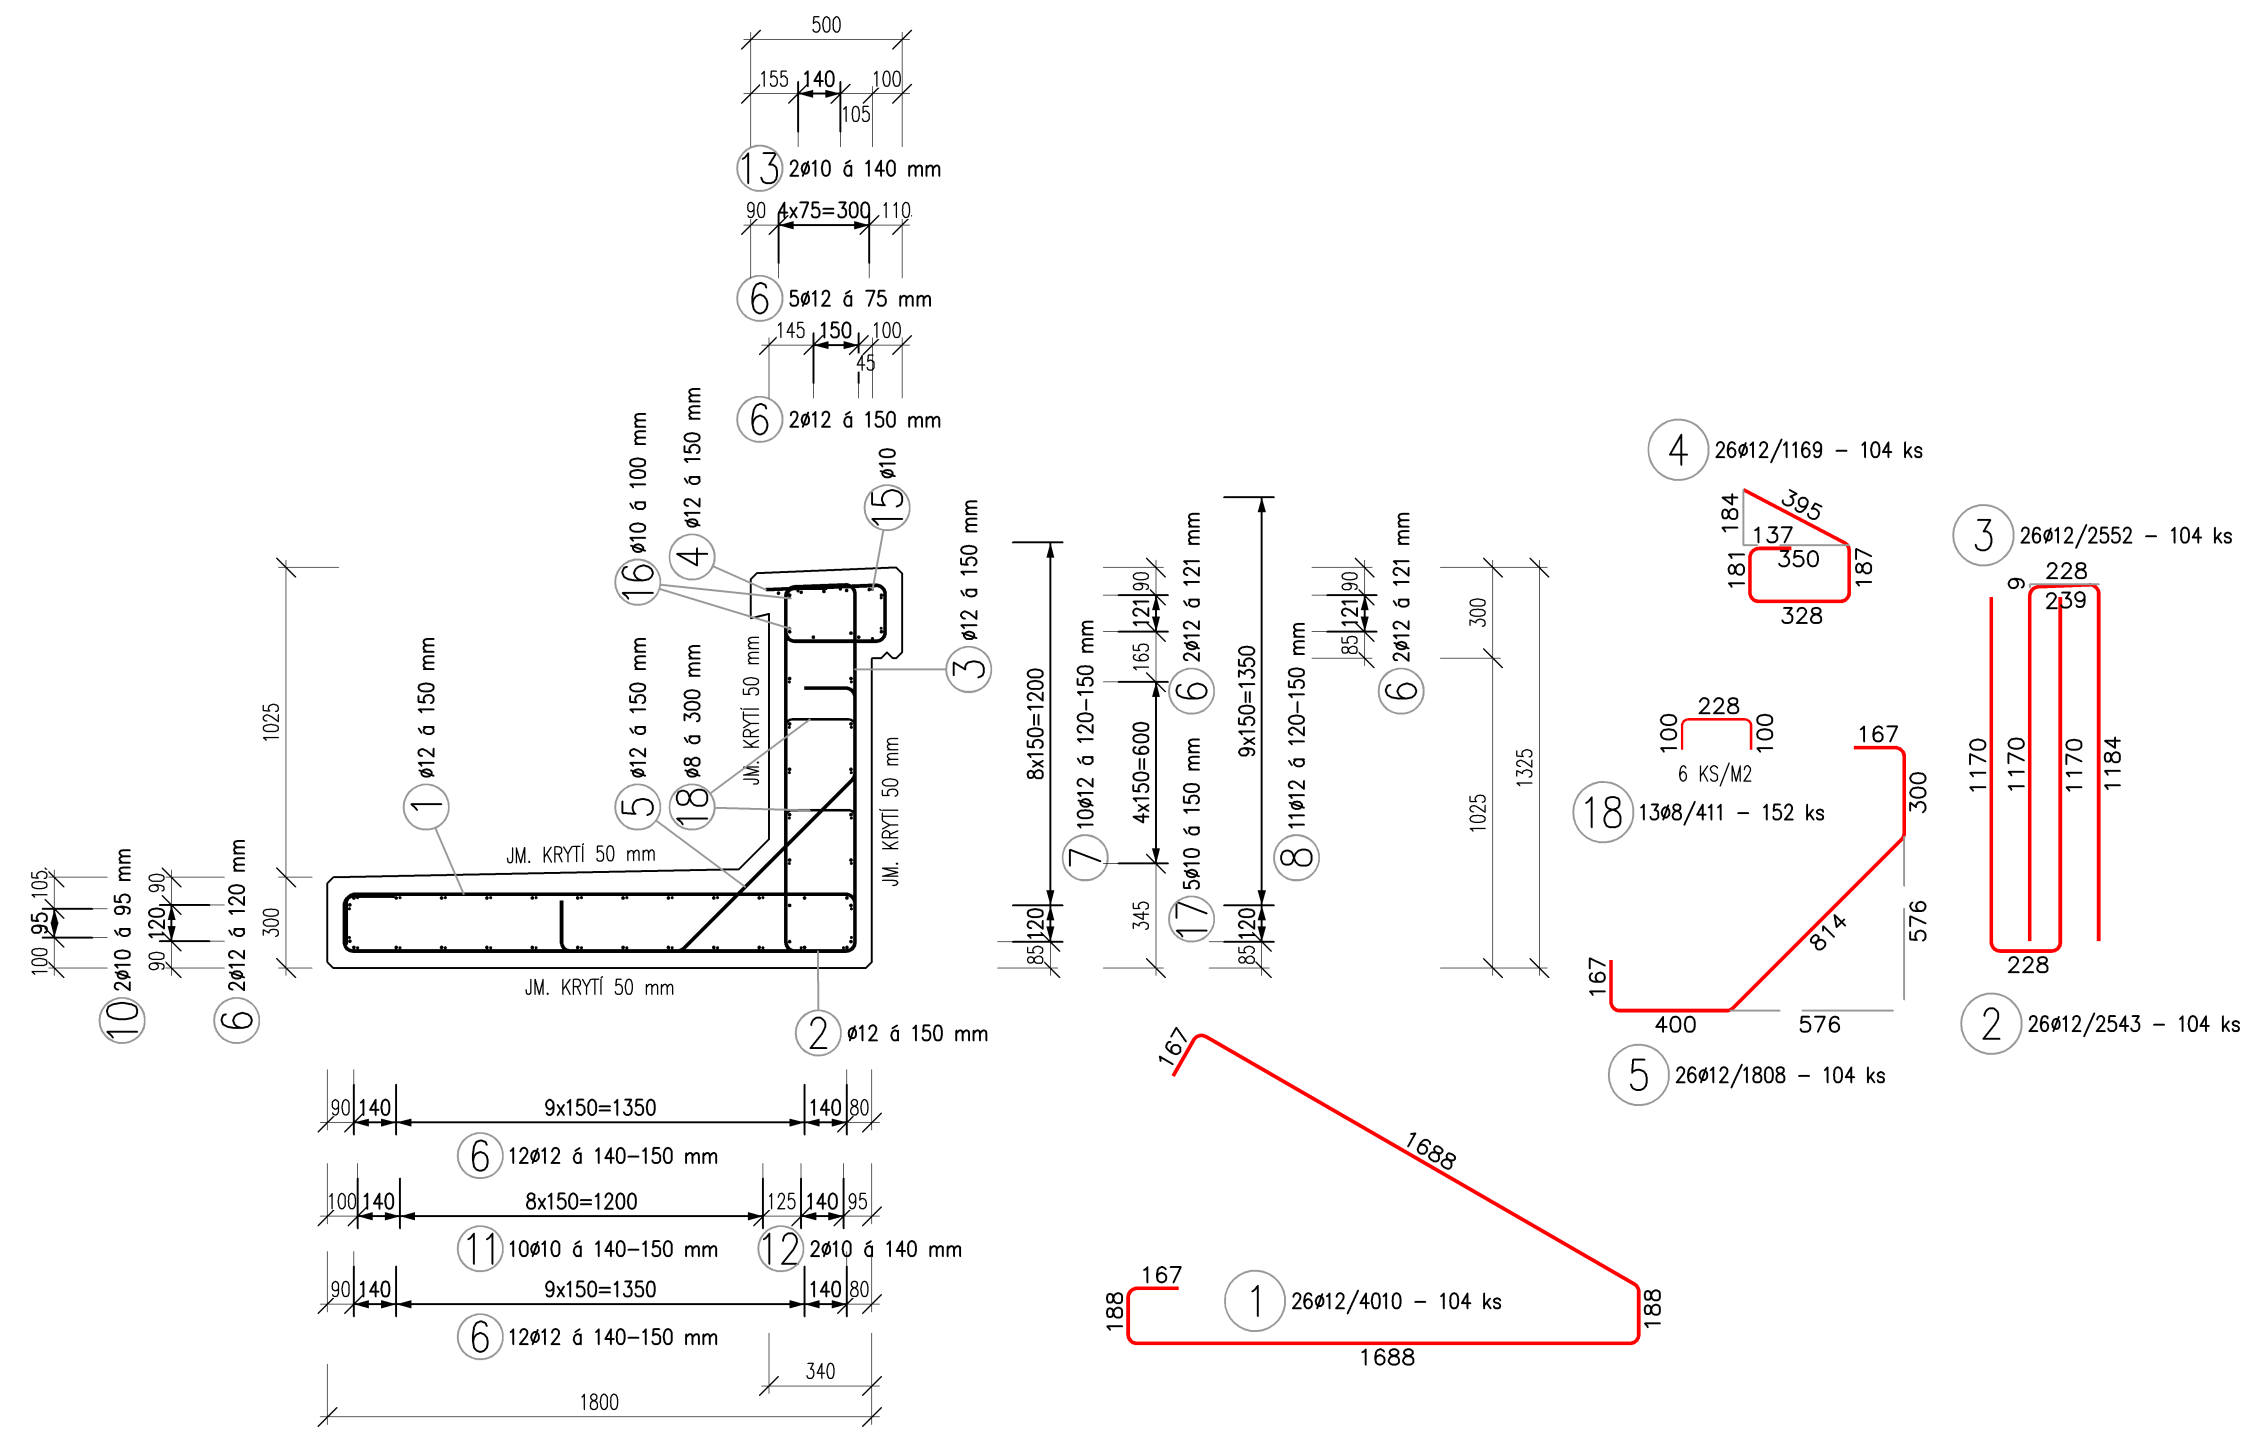 500
155 140 100
105
13 2ø10 á 140 mm
90 4x75=300 110
6 5ø12 á 75 mm
145 150 100
45
6 2ø12 á 150 mm
16 ø10 á 100 mm
4 ø12 á 150 mm
15 ø10
3 ø12 á 150 mm
1 ø12 á 150 mm
5 ø12 á 150 mm
18 ø8 á 300 mm
JM. KRYTÍ 50 mm
JM. KRYTÍ 50 mm
JM. KRYTÍ 50 mm
JM. KRYTÍ 50 mm
2 ø12 á 150 mm
1025
300
105
95
100
10 2ø10 á 95 mm
90
120
90
6 2ø12 á 120 mm
8x150=1200
120
85
7 10ø12 á 120-150 mm
90
121
165
4x150=600
345
6 2ø12 á 121 mm
17 5ø10 á 150 mm
9x150=1350
120
85
8 11ø12 á 120-150 mm
90
121
85
6 2ø12 á 121 mm
300
1025
1325
90 140 9x150=1350 140 80
6 12ø12 á 140-150 mm
100 140 8x150=1200 125 140 95
11 10ø10 á 140-150 mm
12 2ø10 á 140 mm
90 140 9x150=1350 140 80
6 12ø12 á 140-150 mm
340
1800
4 26ø12/1169 - 104 ks
184
395
137
350
181
187
328
3 26ø12/2552 - 104 ks
9
228
239
1170
1170
1170
1184
228
2 26ø12/2543 - 104 ks
228
100
100
6 KS/M2
18 13ø8/411 - 152 ks
167
300
814
576
167
400
576
5 26ø12/1808 - 104 ks
167
1688
167
188
188
1688
1 26ø12/4010 - 104 ks